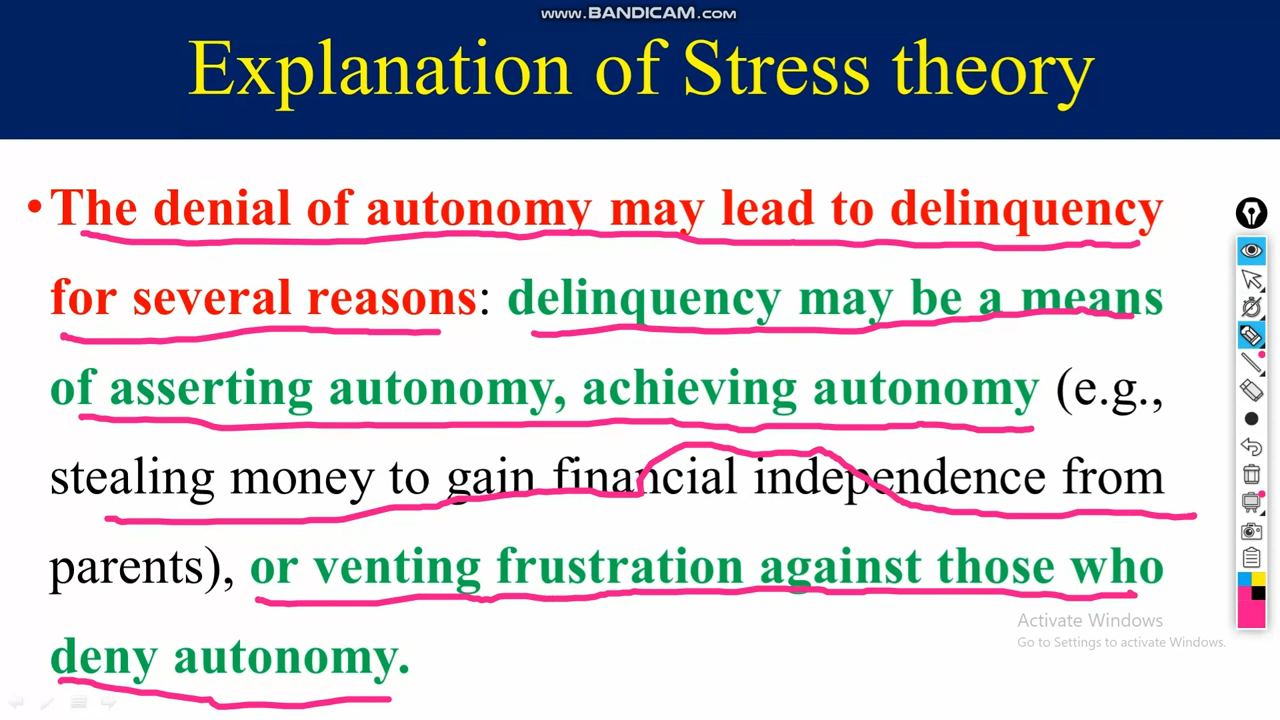 www.BANDICAM.com
Explanation of Stress theory
•The denial of autonomy may lead to delinquency
for several reasons: delinquency may be a means
of asserting autonomy, achieving autonomy (e.g.,
stealing money to gain financial independence from
parents), or venting frustration against those who
deny autonomy.
Activate Windows
Go to Settings to activate Windows.